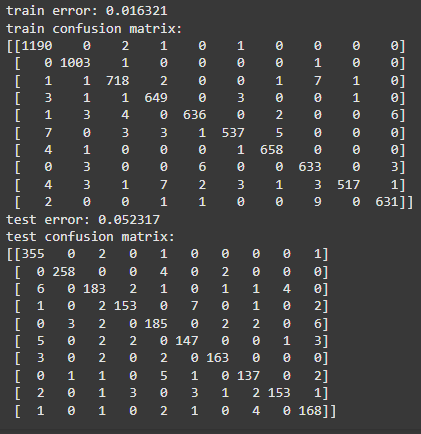 train error: 0.016321
train confusion matrix:
[[1190 0 2 1 0 1 0 0 0 0]
[ 0 1003 1 0 0 0 0 1 0 0]
[ 1 1 718 2 0 0 1 7 1 0]
[ 3 1 1 649 0 3 0 0 1 0]
[ 1 3 4 0 636 0 2 0 0 6]
[ 7 0 3 3 1 537 5 0 0 0]
[ 4 1 0 0 0 1 658 0 0 0]
[ 0 3 0 0 6 0 0 633 0 3]
[ 4 3 1 7 2 3 1 3 517 1]
[ 2 0 0 1 1 0 0 9 0 631]]
test error: 0.052317
test confusion matrix:
[[355 0 2 0 1 0 0 0 0 1]
[ 0 258 0 0 4 0 2 0 0 0]
[ 6 0 183 2 1 0 1 1 4 0]
[ 1 0 2 153 0 7 0 1 0 2]
[ 0 3 2 0 185 0 2 2 0 6]
[ 5 0 2 2 0 147 0 0 1 3]
[ 3 0 2 0 2 0 163 0 0 0]
[ 0 1 1 0 5 1 0 137 0 2]
[ 2 0 1 3 0 3 1 2 153 1]
[ 1 0 1 0 2 1 0 4 0 168]]